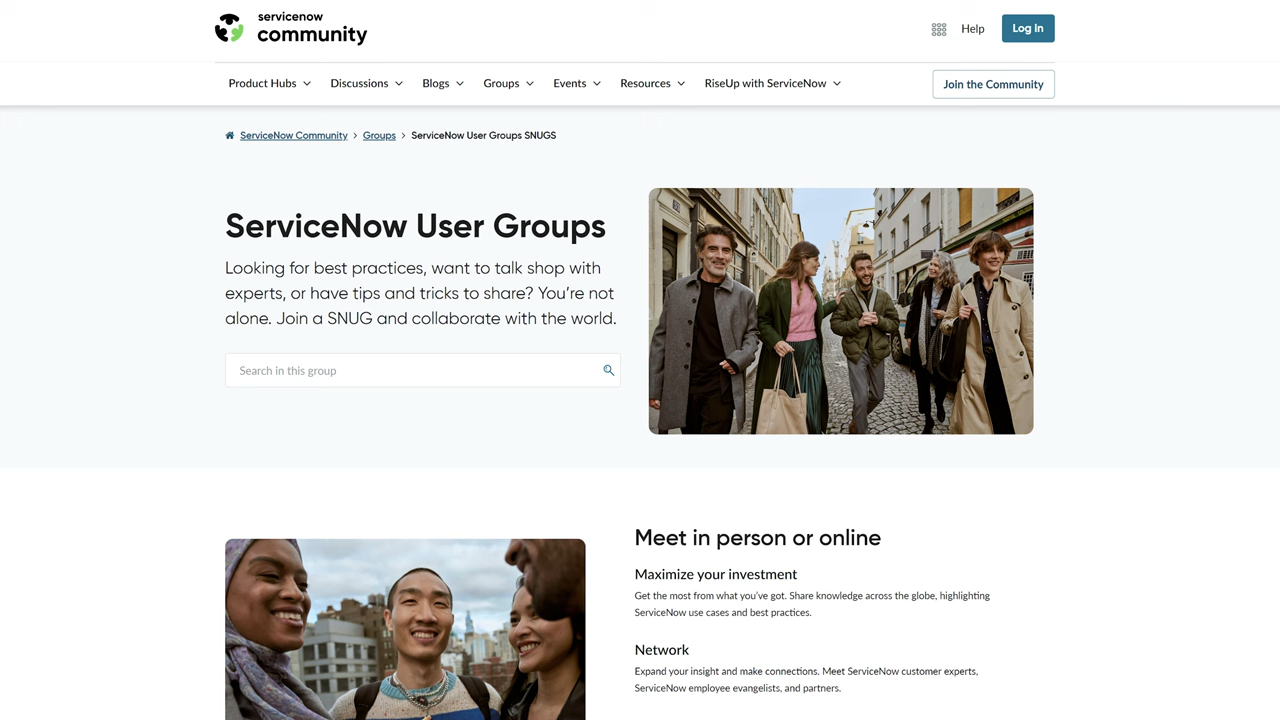 servicenow
community
Help
Log In
Product Hubs
Discussions
Blogs
Groups
Events
Resources
RiseUp with ServiceNow
Join the Community
ServiceNow Community > Groups > ServiceNow User Groups SNUGS
ServiceNow User Groups
Looking for best practices, want to talk shop with
experts, or have tips and tricks to share? You're not
alone. Join a SNUG and collaborate with the world.
Search in this group
Meet in person or online
Maximize your investment
Get the most from what you've got. Share knowledge across the globe, highlighting
ServiceNow use cases and best practices.
Network
Expand your insight and make connections. Meet ServiceNow customer experts,
ServiceNow employee evangelists, and partners.